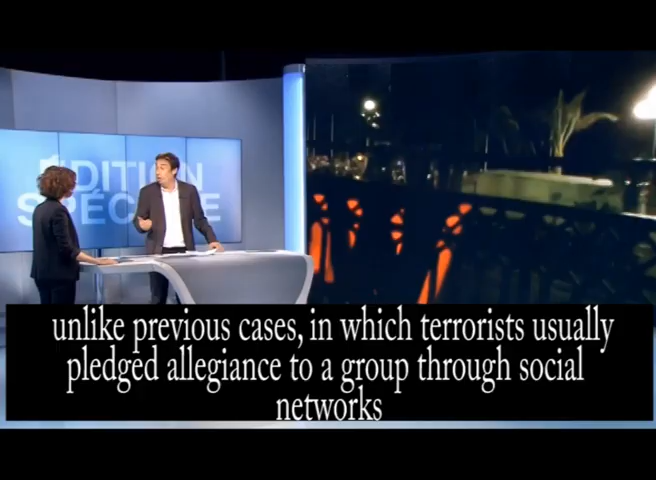 ÉDITION
SPÉCIALE
unlike previous cases, in which terrorists usually
pledged allegiance to a group through social
networks